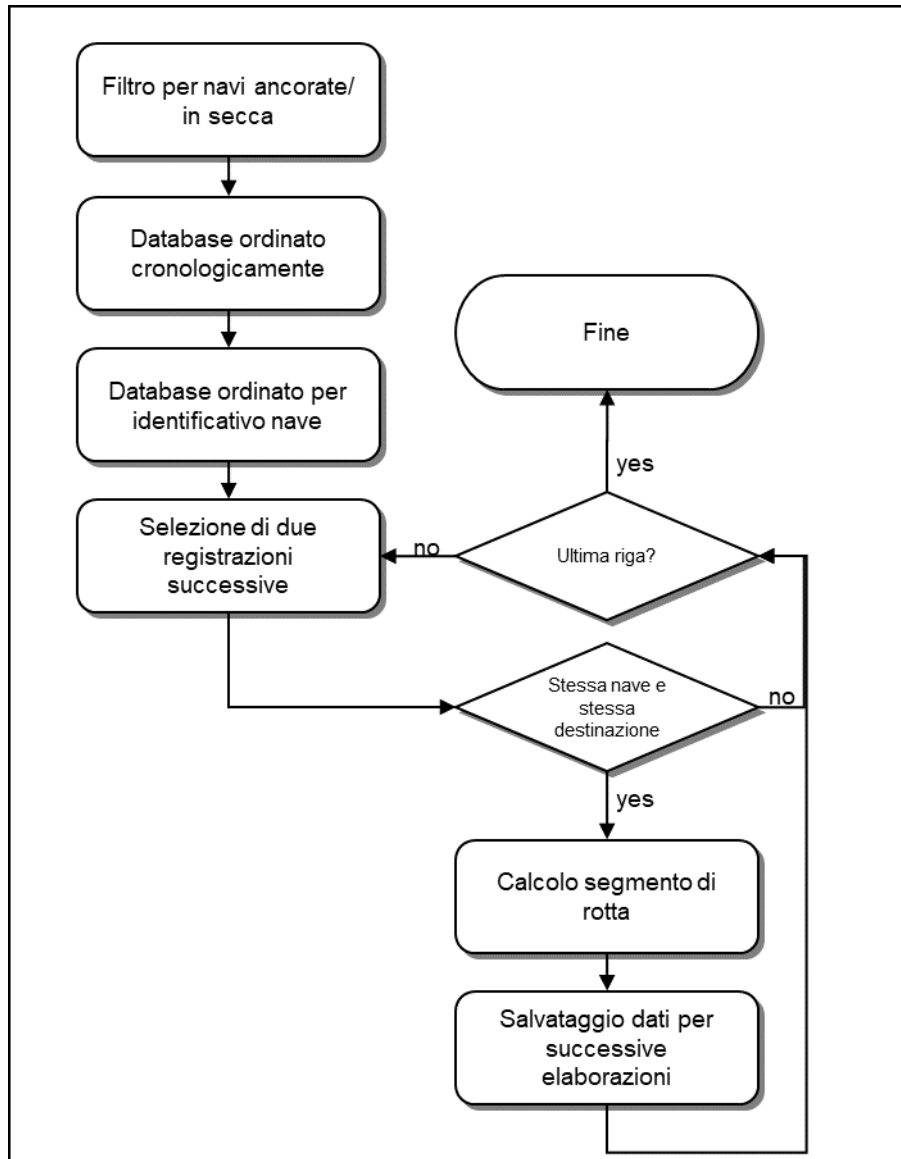 Filtro per navi ancorate/
in secca
Database ordinato
cronologicamente
Database ordinato per
identificativo nave
Selezione di due
registrazioni
successive
Fine
yes
Ultima riga?
no
Stessa nave e
stessa
destinazione
no
yes
Calcolo segmento di
rotta
Salvataggio dati per
successive
elaborazioni